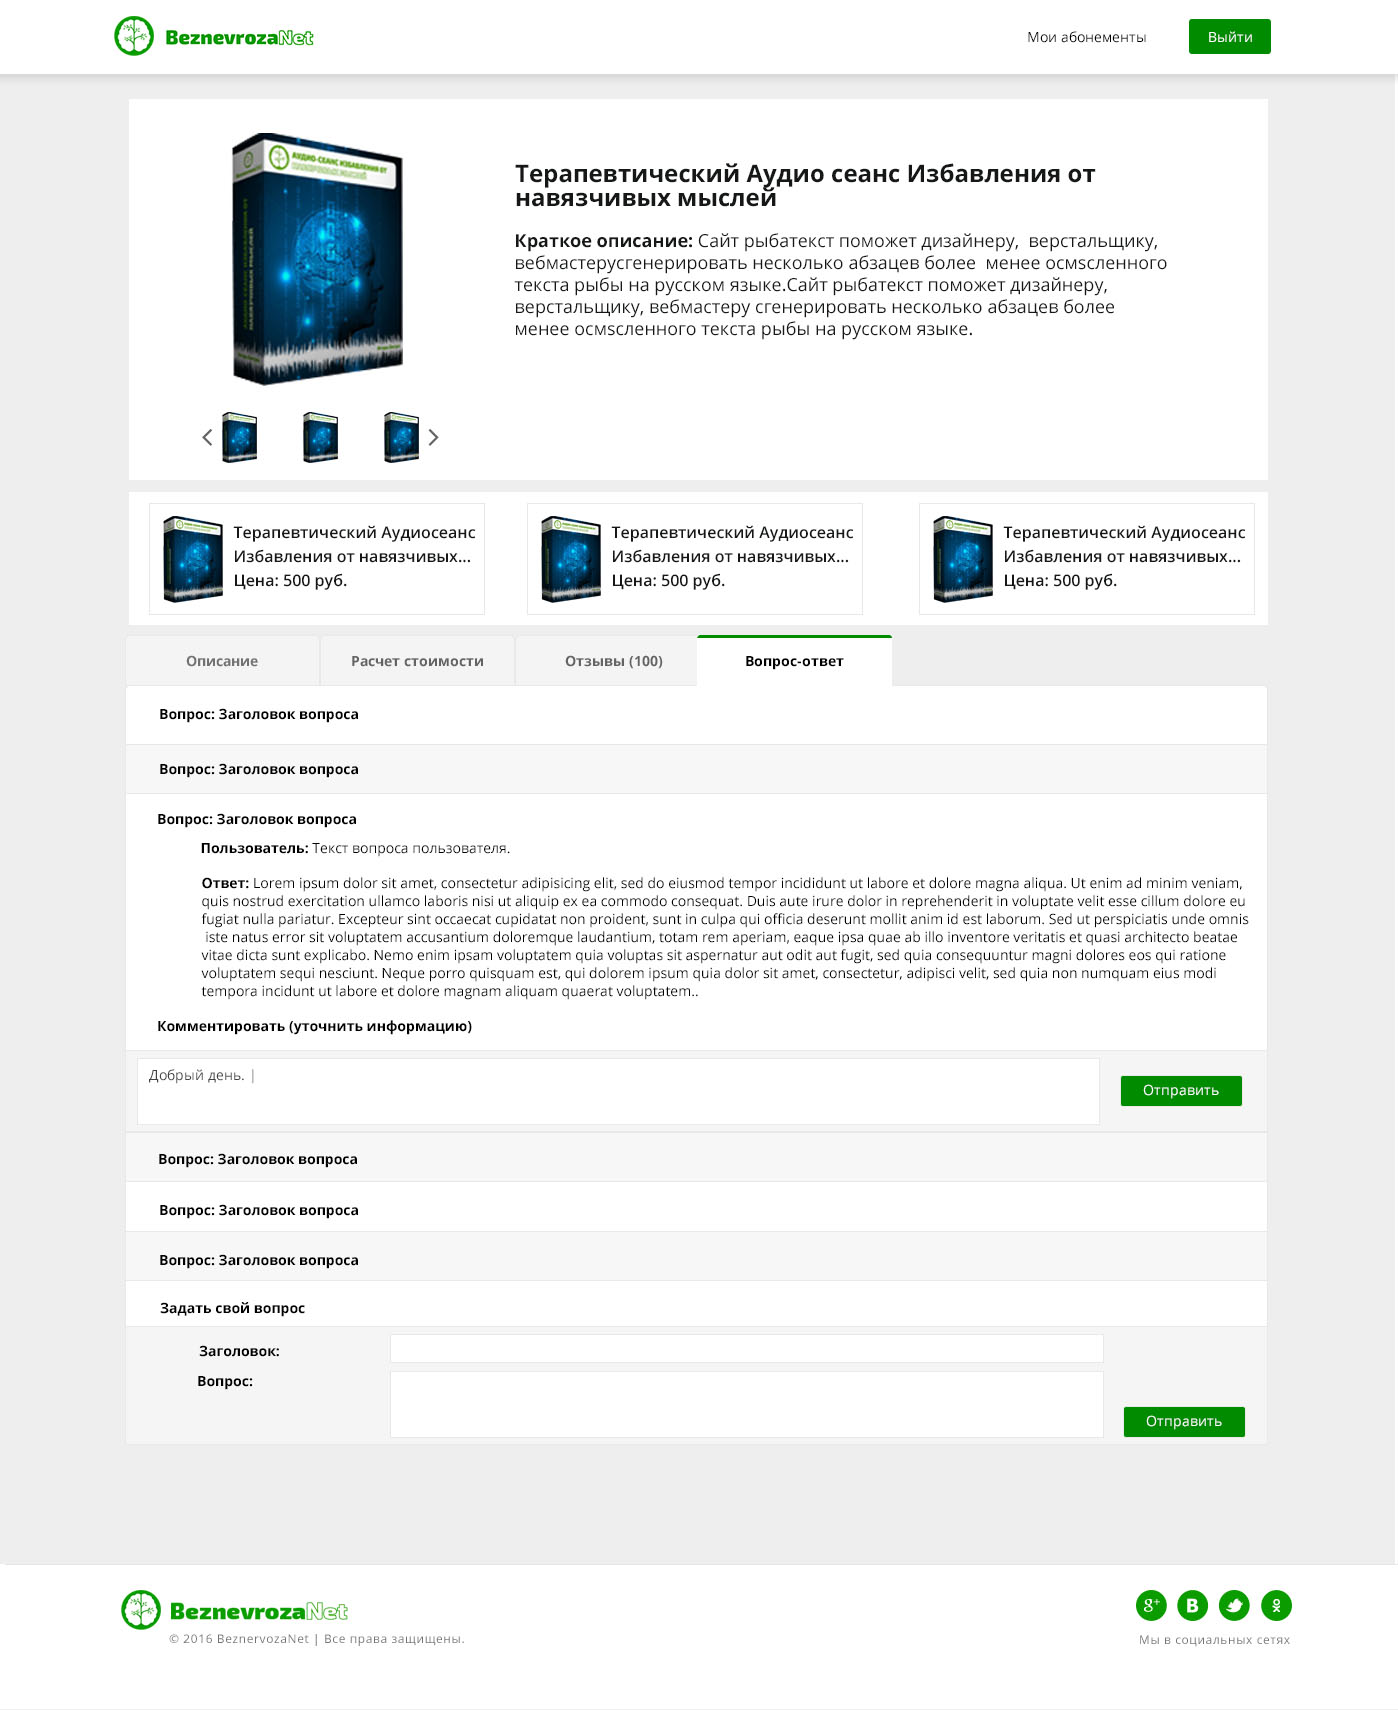 BeznevrozaNet
Мои абонементы
Выйти
АУДИО-СЕАНС ИЗБАВЛЕНИЯ ОТ
Терапевтический Аудио сеанс Избавления от
навязчивых мыслей
Краткое описание: Сайт рыбатекст поможет дизайнеру,  верстальщику,
вебмастерусгенерировать несколько абзацев более  менее осмысленного
текста рыбы на русском языке.Сайт рыбатекст поможет дизайнеру,
верстальщику, вебмастеру сгенерировать несколько абзацев более
менее осмысленного текста рыбы на русском языке.
Терапевтический Аудиосеанс
Избавления от навязчивых...
Цена: 500 руб.
Терапевтический Аудиосеанс
Избавления от навязчивых...
Цена: 500 руб.
Терапевтический Аудиосеанс
Избавления от навязчивых...
Цена: 500 руб.
Описание
Расчет стоимости
Отзывы (100)
Вопрос-ответ
Вопрос: Заголовок вопроса
Вопрос: Заголовок вопроса
Вопрос: Заголовок вопроса
Пользователь: Текст вопроса пользователя.
Ответ: Lorem ipsum dolor sit amet, consectetur adipisicing elit, sed do eiusmod tempor incididunt ut labore et dolore magna aliqua. Ut enim ad minim veniam,
quis nostrud exercitation ullamco laboris nisi ut aliquip ex ea commodo consequat. Duis aute irure dolor in reprehenderit in voluptate velit esse cillum dolore eu
fugiat nulla pariatur. Excepteur sint occaecat cupidatat non proident, sunt in culpa qui officia deserunt mollit anim id est laborum. Sed ut perspiciatis unde omnis
iste natus error sit voluptatem accusantium doloremque laudantium, totam rem aperiam, eaque ipsa quae ab illo inventore veritatis et quasi architecto beatae
vitae dicta sunt explicabo. Nemo enim ipsam voluptatem quia voluptas sit aspernatur aut odit aut fugit, sed quia consequuntur magni dolores eos qui ratione
voluptatem sequi nesciunt. Neque porro quisquam est, qui dolorem ipsum quia dolor sit amet, consectetur, adipisci velit, sed quia non numquam eius modi
tempora incidunt ut labore et dolore magnam aliquam quaerat voluptatem..
Комментировать (уточнить информацию)
Добрый день. |
Отправить
Вопрос: Заголовок вопроса
Вопрос: Заголовок вопроса
Вопрос: Заголовок вопроса
Задать свой вопрос
Заголовок:
Вопрос:
Отправить
BeznevrozaNet
© 2016 BeznervozaNet | Все права защищены.
Мы в социальных сетях